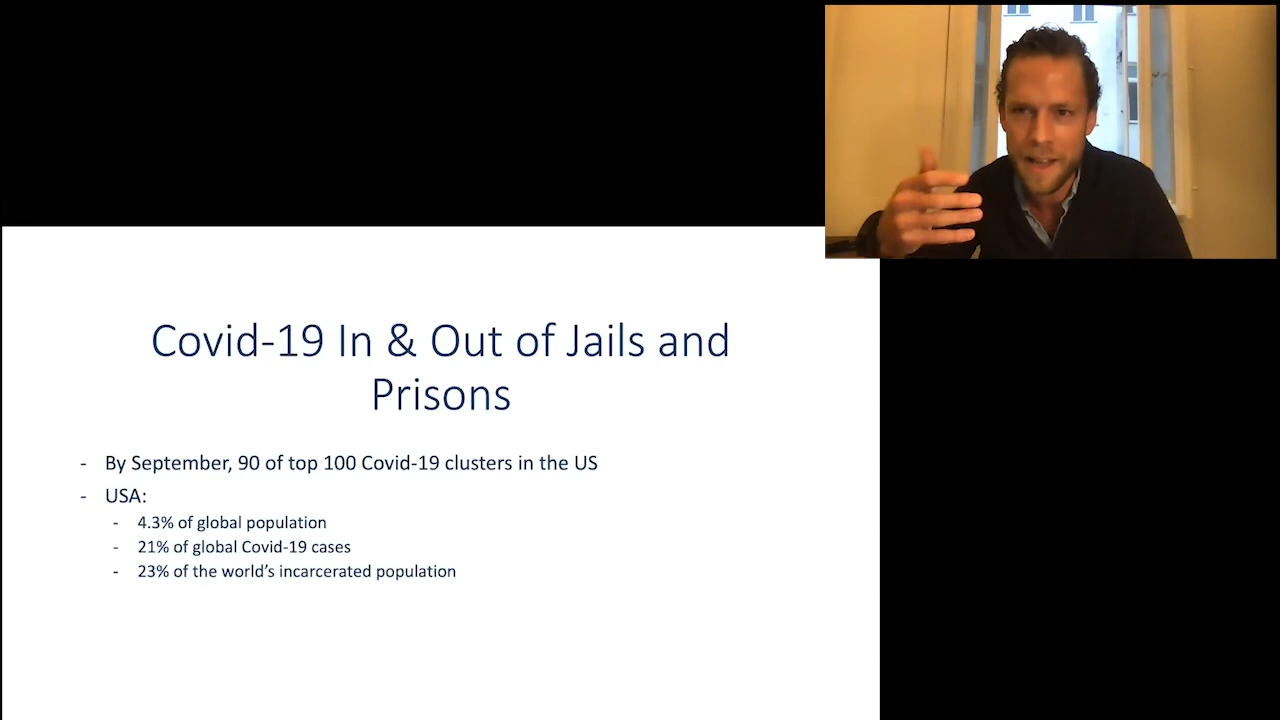 Covid-19 In & Out of Jails and
Prisons
- By September, 90 of top 100 Covid-19 clusters in the US
- USA:
- 4.3% of global population
- 21% of global Covid-19 cases
- 23% of the world's incarcerated population